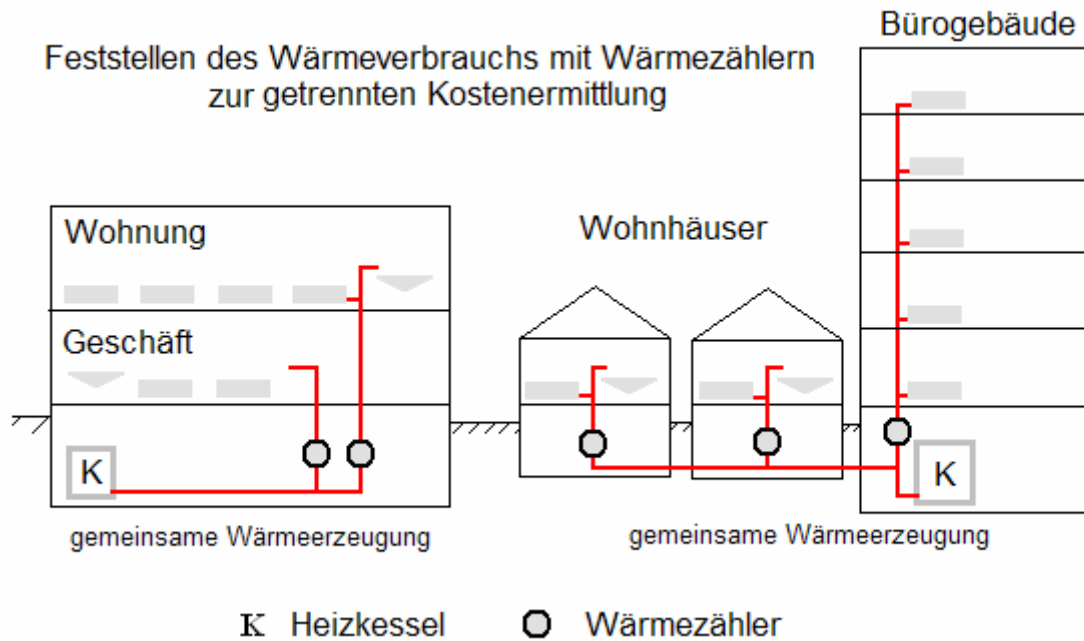 Bürogebäude
Feststellen des Wärmeverbrauchs mit Wärmezählern
zur getrennten Kostenermittlung
Wohnung
Wohnhäuser
Geschäft
K
K
gemeinsame Wärmeerzeugung
gemeinsame Wärmeerzeugung
K Heizkessel
Wärmezähler